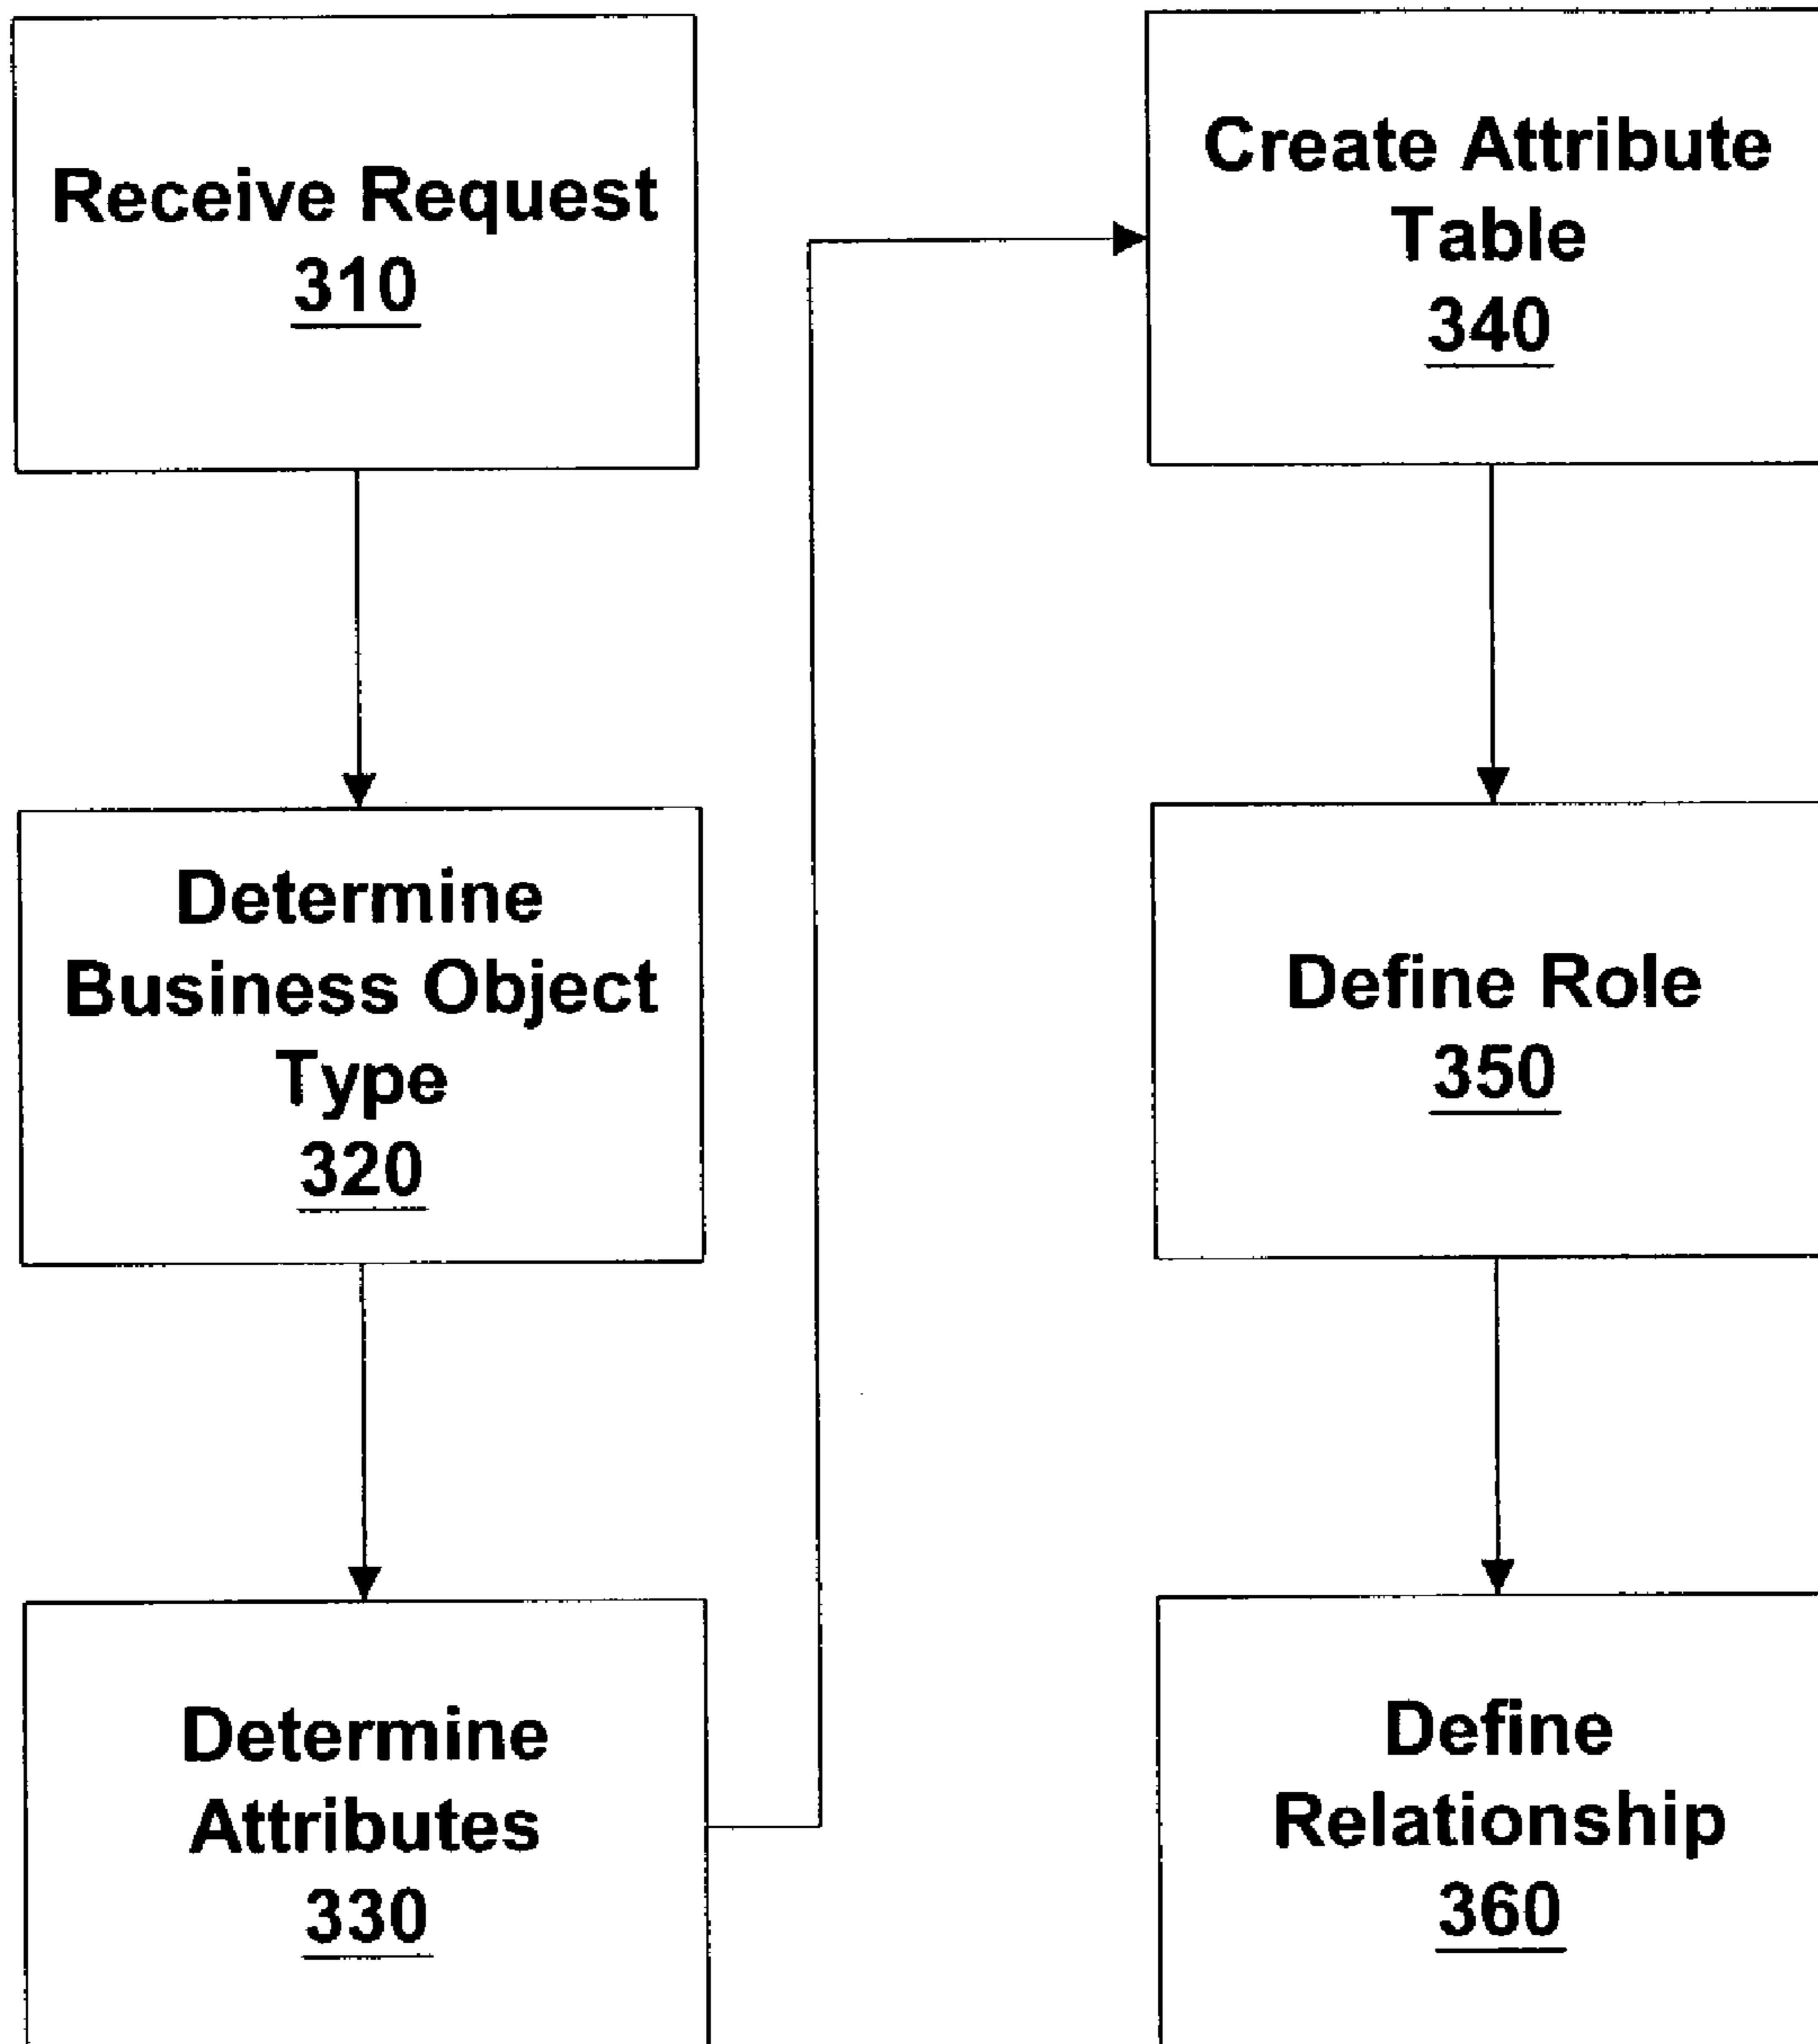 Receive Request
310
Determine
Business Object
Type
320
Determine
Attributes
330
Create Attribute
Table
340
Define Role
350
Define
Relationship
360